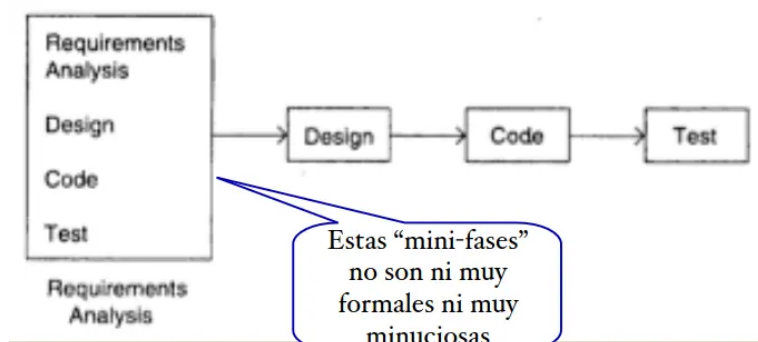 Requirements
Analysis
Design
Code
Test
Requirements
Analysis
Design
Code
Test
Estas “mini-fases”
no son ni muy
formales ni muy
minuciosas